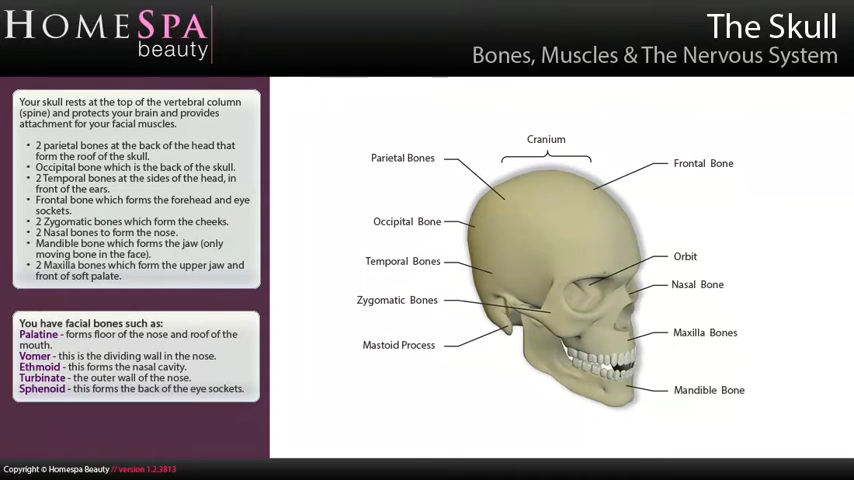 HOMESPA
beauty
The Skull
Bones, Muscles & The Nervous System
Your skull rests at the top of the vertebral column
(spine) and protects your brain and provides
attachment for your facial muscles.
• 2 parietal bones at the back of the head that
form the roof of the skull.
• Occipital bone which is the back of the skull.
• 2 Temporal bones at the sides of the head, in
front of the ears.
• Frontal bone which forms the forehead and eye
sockets.
• 2 Zygomatic bones which form the cheeks.
• 2 Nasal bones to form the nose.
• Mandible bone which forms the jaw (only
moving bone in the face).
• 2 Maxilla bones which form the upper jaw and
front of soft palate.
You have facial bones such as:
Palatine - forms floor of the nose and roof of the
mouth.
Vomer - this is the dividing wall in the nose.
Ethmoid - this forms the nasal cavity.
Turbinate - the outer wall of the nose.
Sphenoid - this forms the back of the eye sockets.
Cranium
Parietal Bones
Frontal Bone
Occipital Bone
Orbit
Temporal Bones
Nasal Bone
Zygomatic Bones
Maxilla Bones
Mastoid Process
Mandible Bone
Copyright © Homespa Beauty // version 1.2.3813